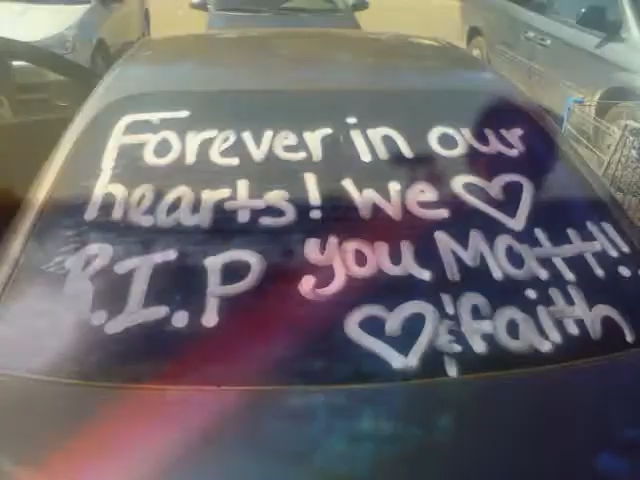 Forever in our
hearts! We ♡
R.I.P you Matt!!
♡ & faith